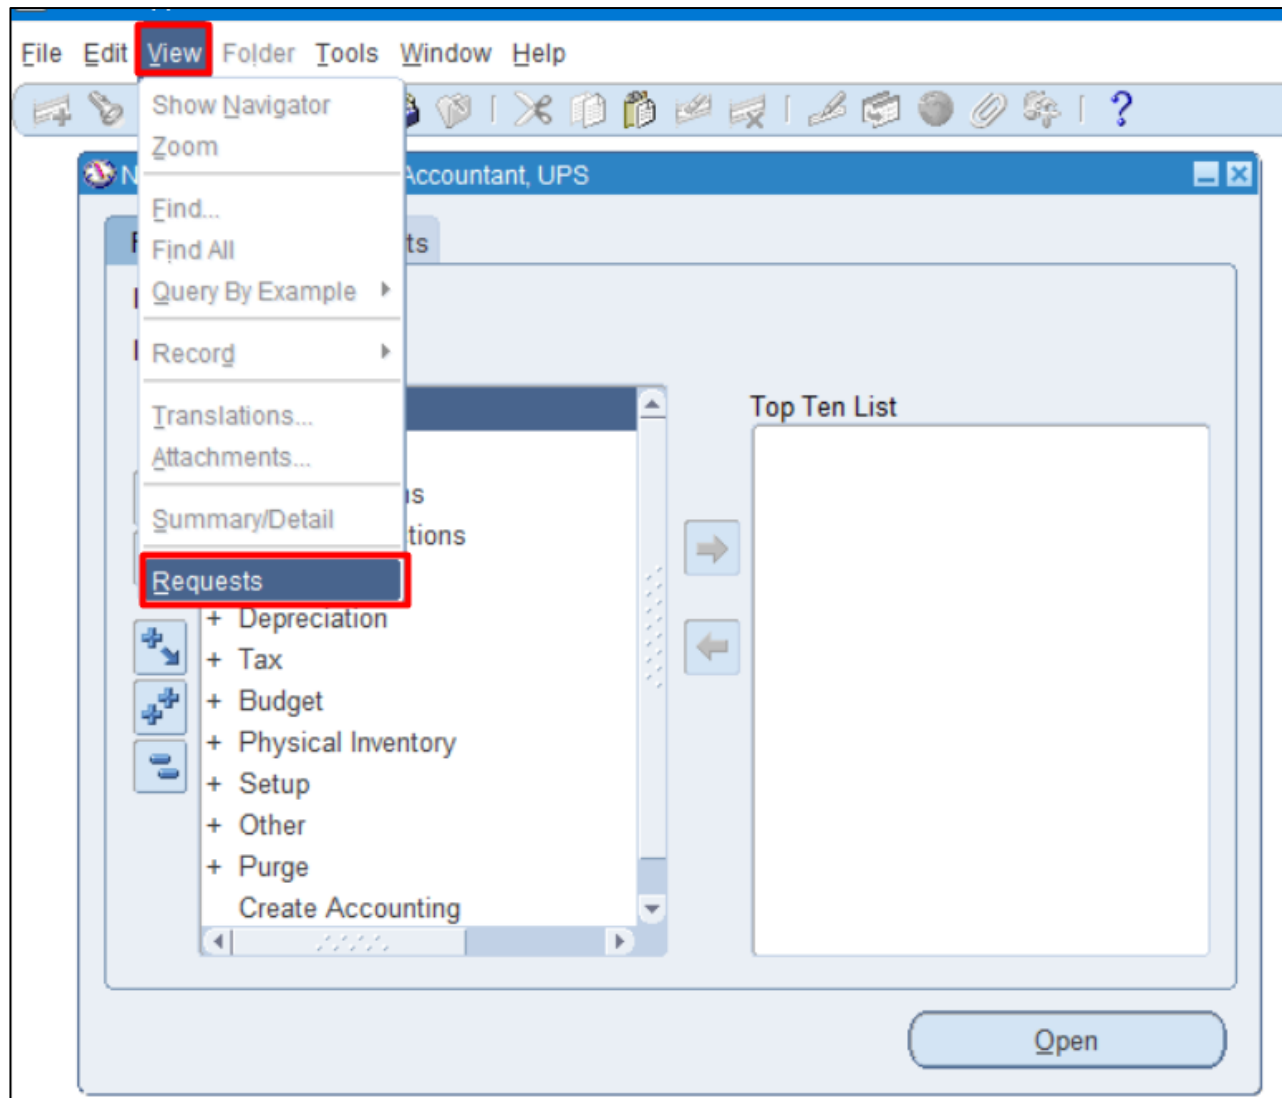 File Edit View Folder Tools Window Help
Show Navigator
Zoom
Find...
Find All
Query By Example
Record
Translations...
Attachments...
Summary/Detail
Requests
Accountant, UPS
ts
Top Ten List
ns
tions
+ Depreciation
+ Tax
+ Budget
+ Physical Inventory
+ Setup
+ Other
+ Purge
Create Accounting
Open